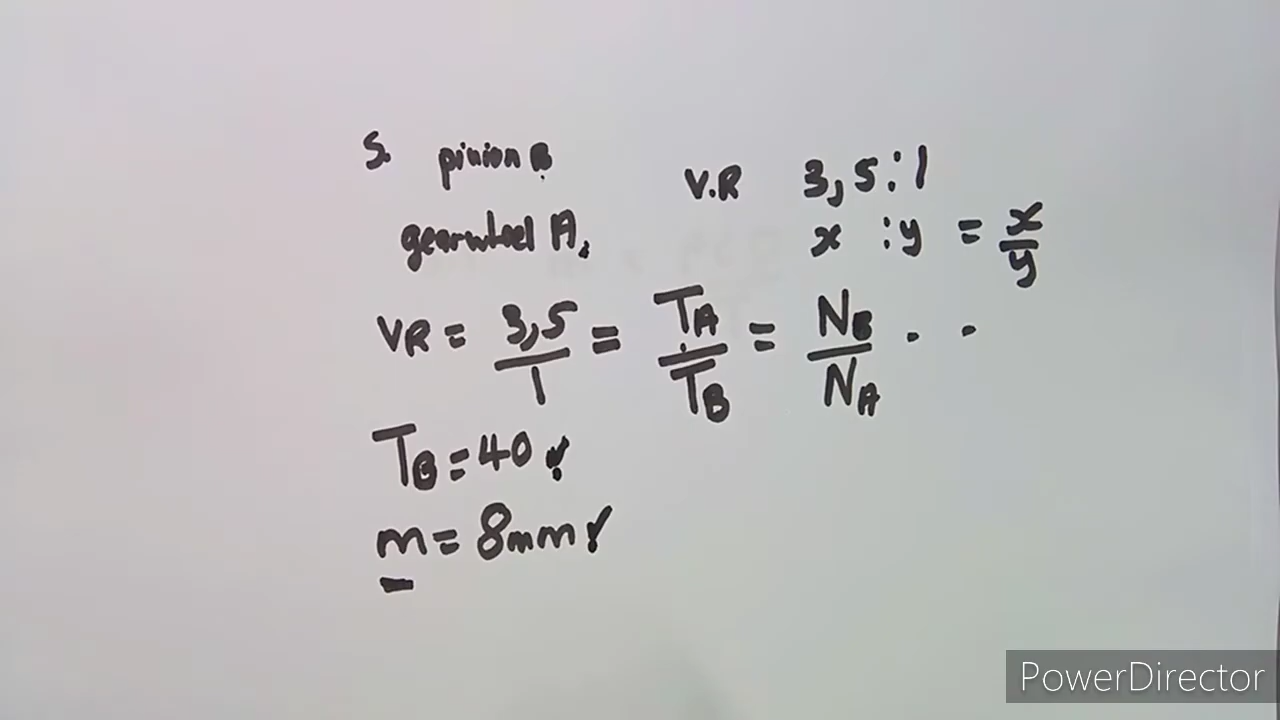 5. pinion B
gearwheel A.
V.R 3,5:1
x :y = x/y
VR = 3,5/1 = TA/TB = NB/NA . .
TB = 40
m = 8mm
PowerDirector